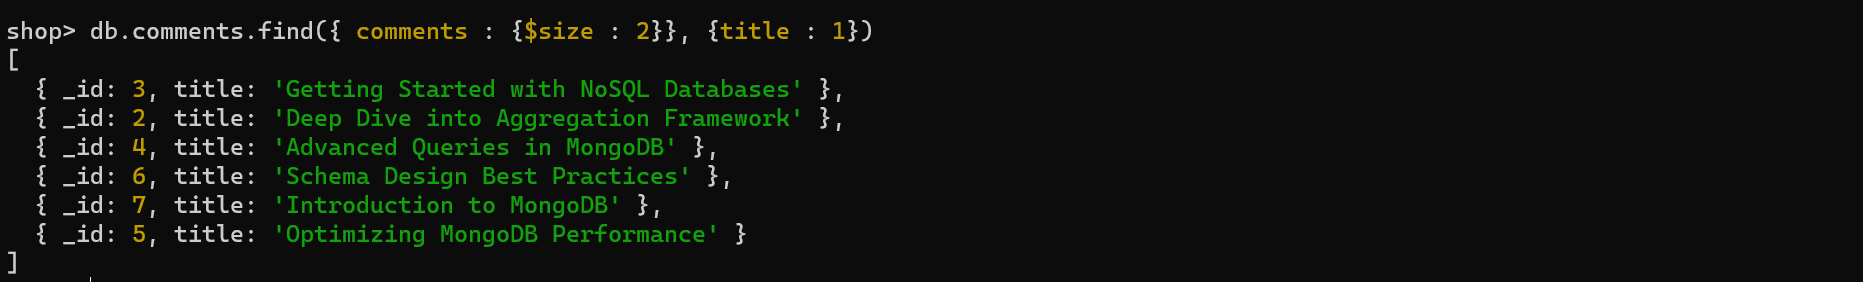 shop> db.comments.find({ comments : {$size : 2}}, {title : 1})
[
  { _id: 3, title: 'Getting Started with NoSQL Databases' },
  { _id: 2, title: 'Deep Dive into Aggregation Framework' },
  { _id: 4, title: 'Advanced Queries in MongoDB' },
  { _id: 6, title: 'Schema Design Best Practices' },
  { _id: 7, title: 'Introduction to MongoDB' },
  { _id: 5, title: 'Optimizing MongoDB Performance' }
]